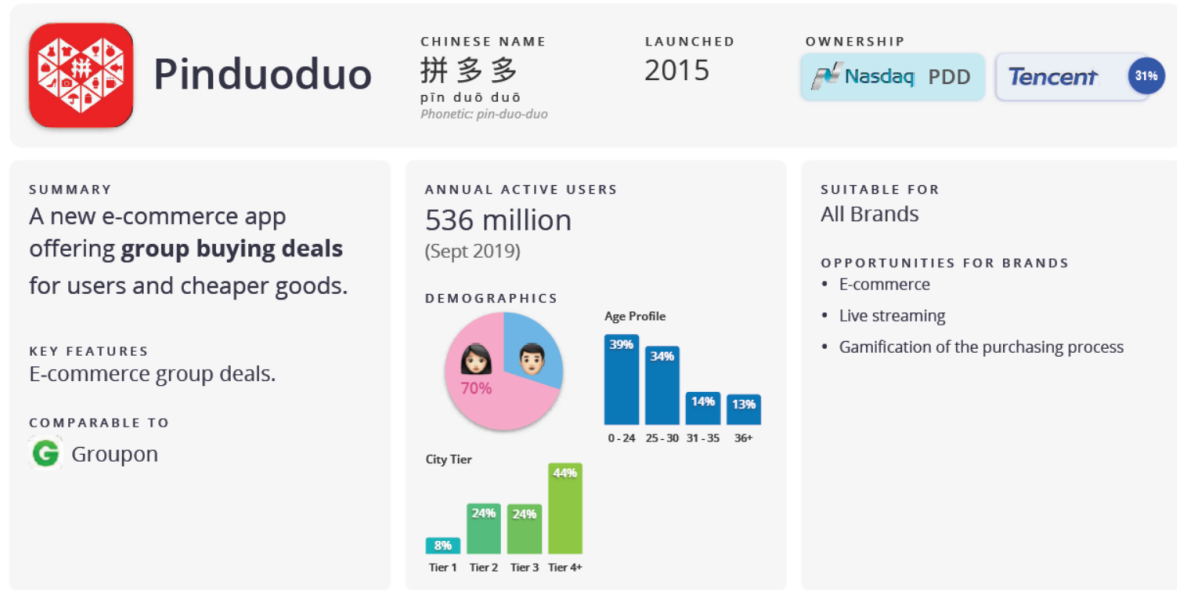 Pinduoduo
CHINESE NAME
拼多多
pīn duō duō
Phonetic: pin-duo-duo
LAUNCHED
2015
OWNERSHIP
Nasdaq PDD
Tencent
31%
拼
SUMMARY
A new e-commerce app
offering group buying deals
for users and cheaper goods.
KEY FEATURES
E-commerce group deals.
COMPARABLE TO
G Groupon
ANNUAL ACTIVE USERS
536 million
(Sept 2019)
DEMOGRAPHICS
70%
Age Profile
39%
34%
14%
13%
0 - 24 25 - 30 31 - 35 36+
City Tier
44%
24% 24%
8%
Tier 1 Tier 2 Tier 3 Tier 4+
SUITABLE FOR
All Brands
OPPORTUNITIES FOR BRANDS
• E-commerce
• Live streaming
• Gamification of the purchasing process